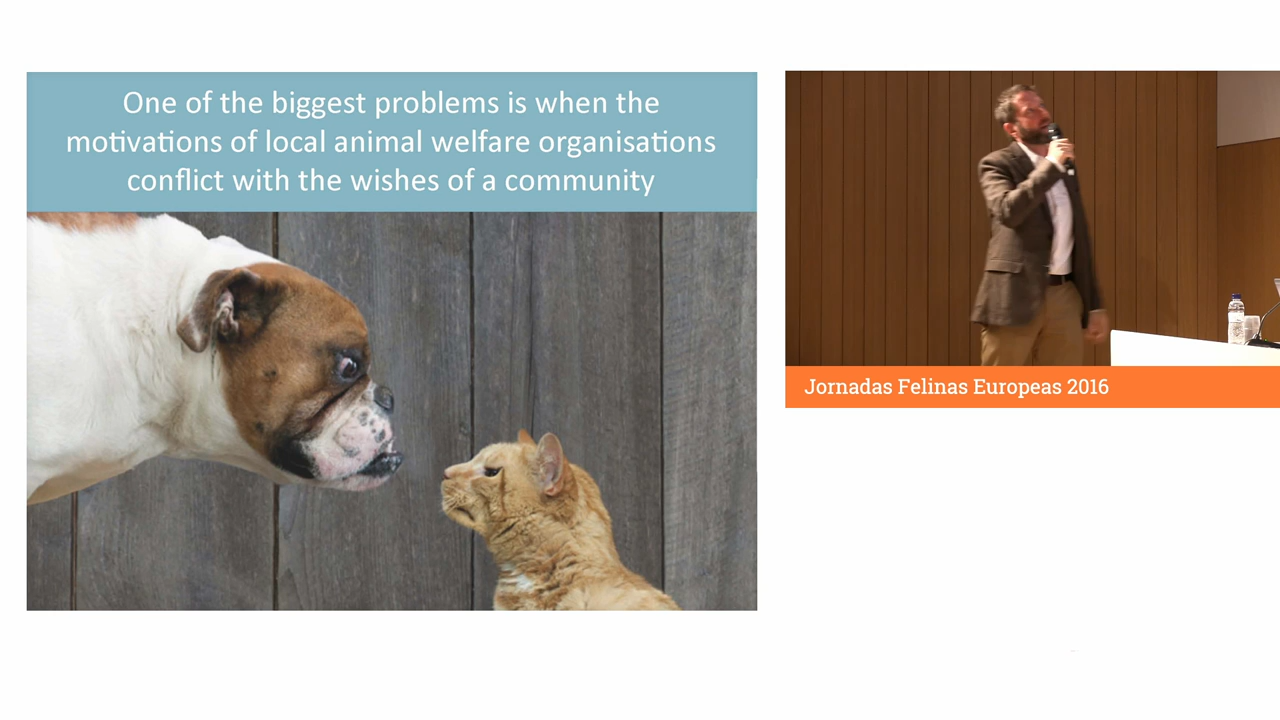 One of the biggest problems is when the
motivations of local animal welfare organisations
conflict with the wishes of a community
Jornadas Felinas Europeas 2016